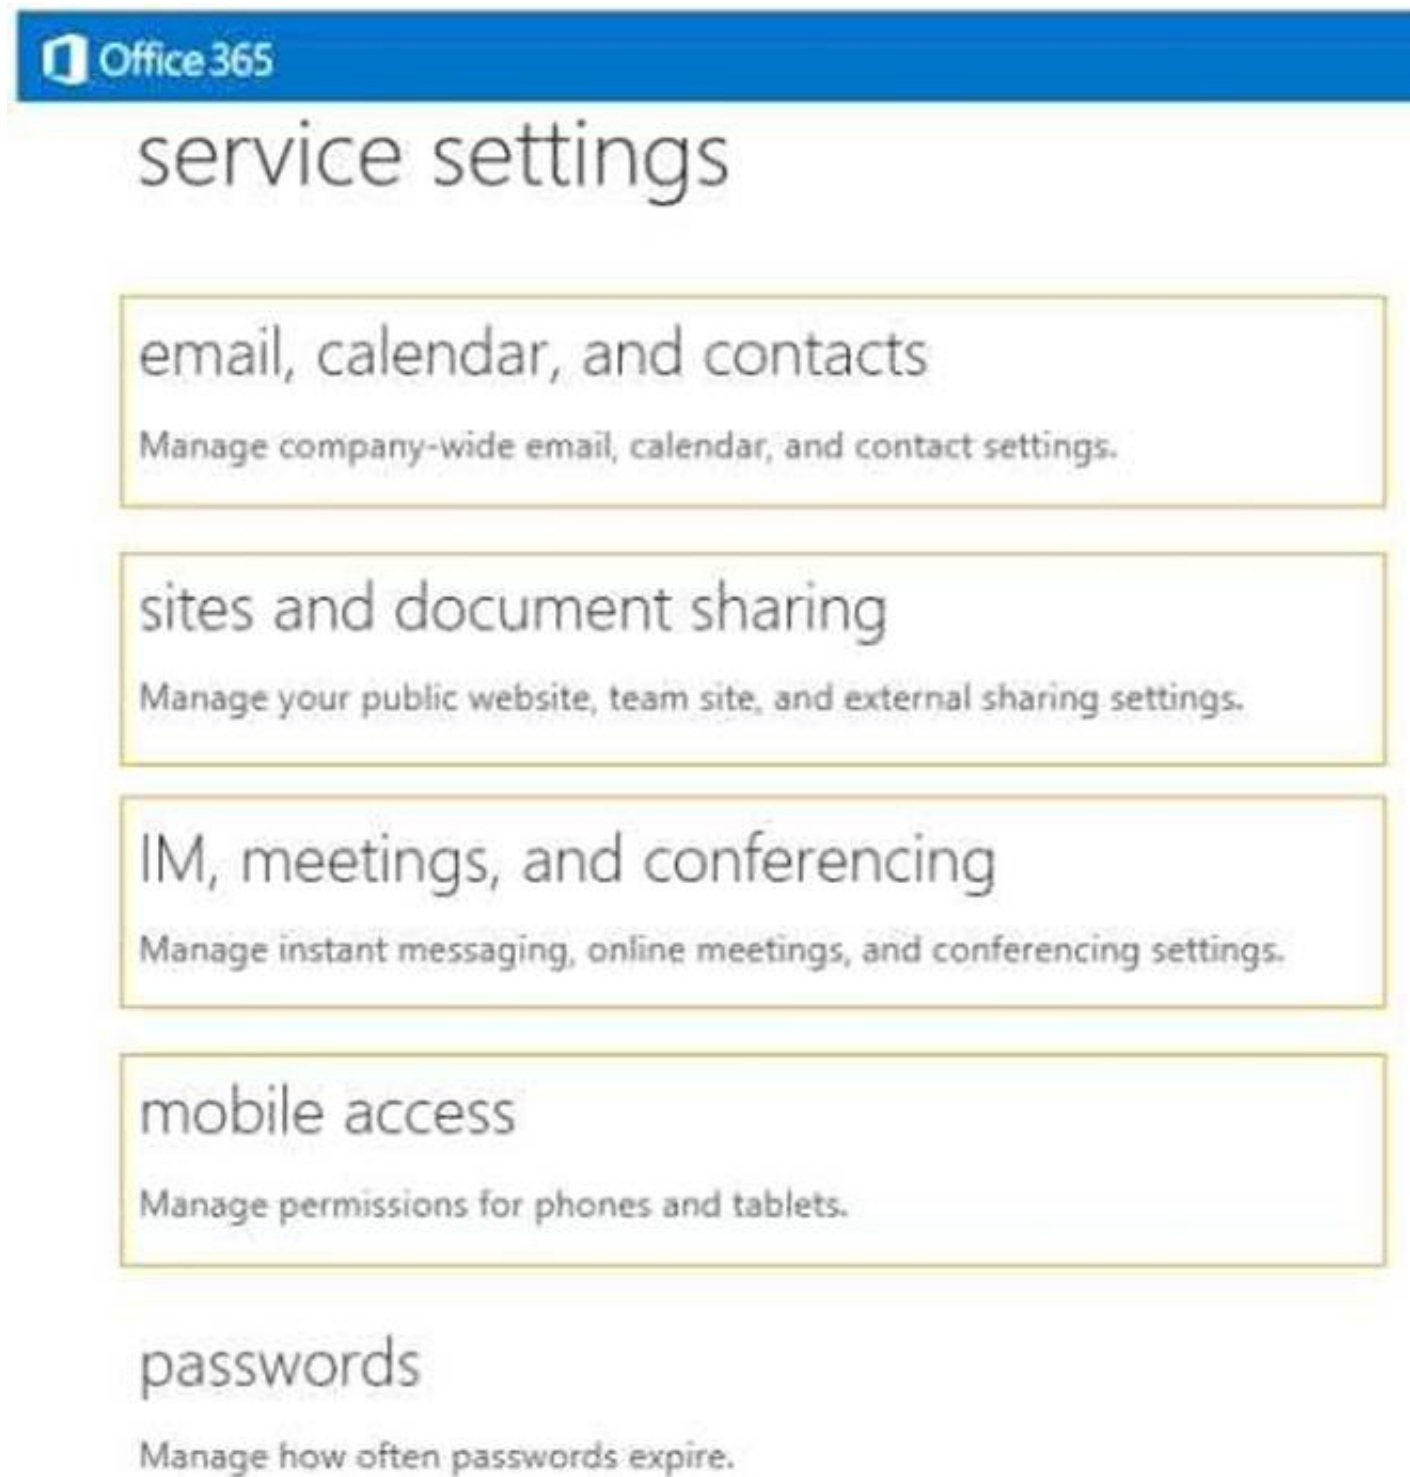 Office 365
service settings
email, calendar, and contacts
Manage company-wide email, calendar, and contact settings.
sites and document sharing
Manage your public website, team site, and external sharing settings.
IM, meetings, and conferencing
Manage instant messaging, online meetings, and conferencing settings.
mobile access
Manage permissions for phones and tablets.
passwords
Manage how often passwords expire.